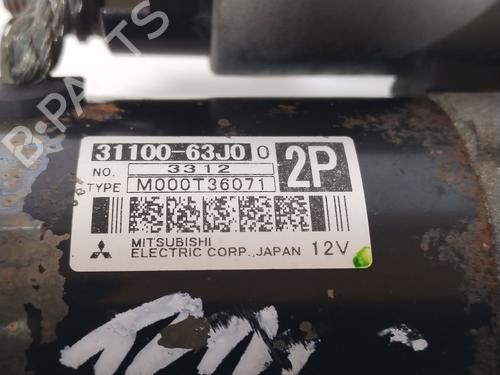 B-PARTS
31100-63J0 0
2P
NO. 3312
TYPE M000T36071
MITSUBISHI
ELECTRIC CORP., JAPAN 12V